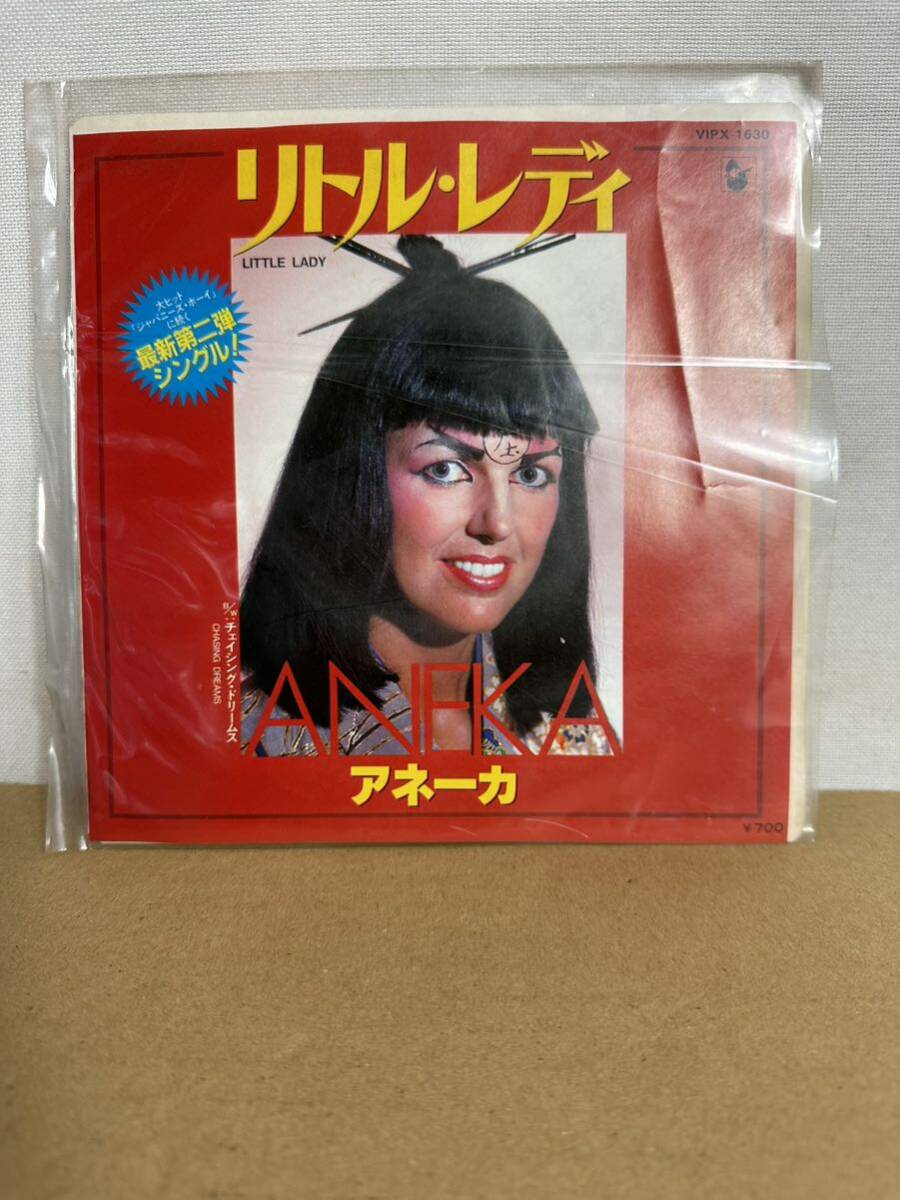 VIPX 1630
リトル・レディ
LITTLE LADY
大ヒット
「ジャパニーズ・ボーイ」
に続く
最新第二弾
シングル!
B/W:チェイシング・ドリームス
CHASING DREAMS
ANEKA
アネーカ
¥700